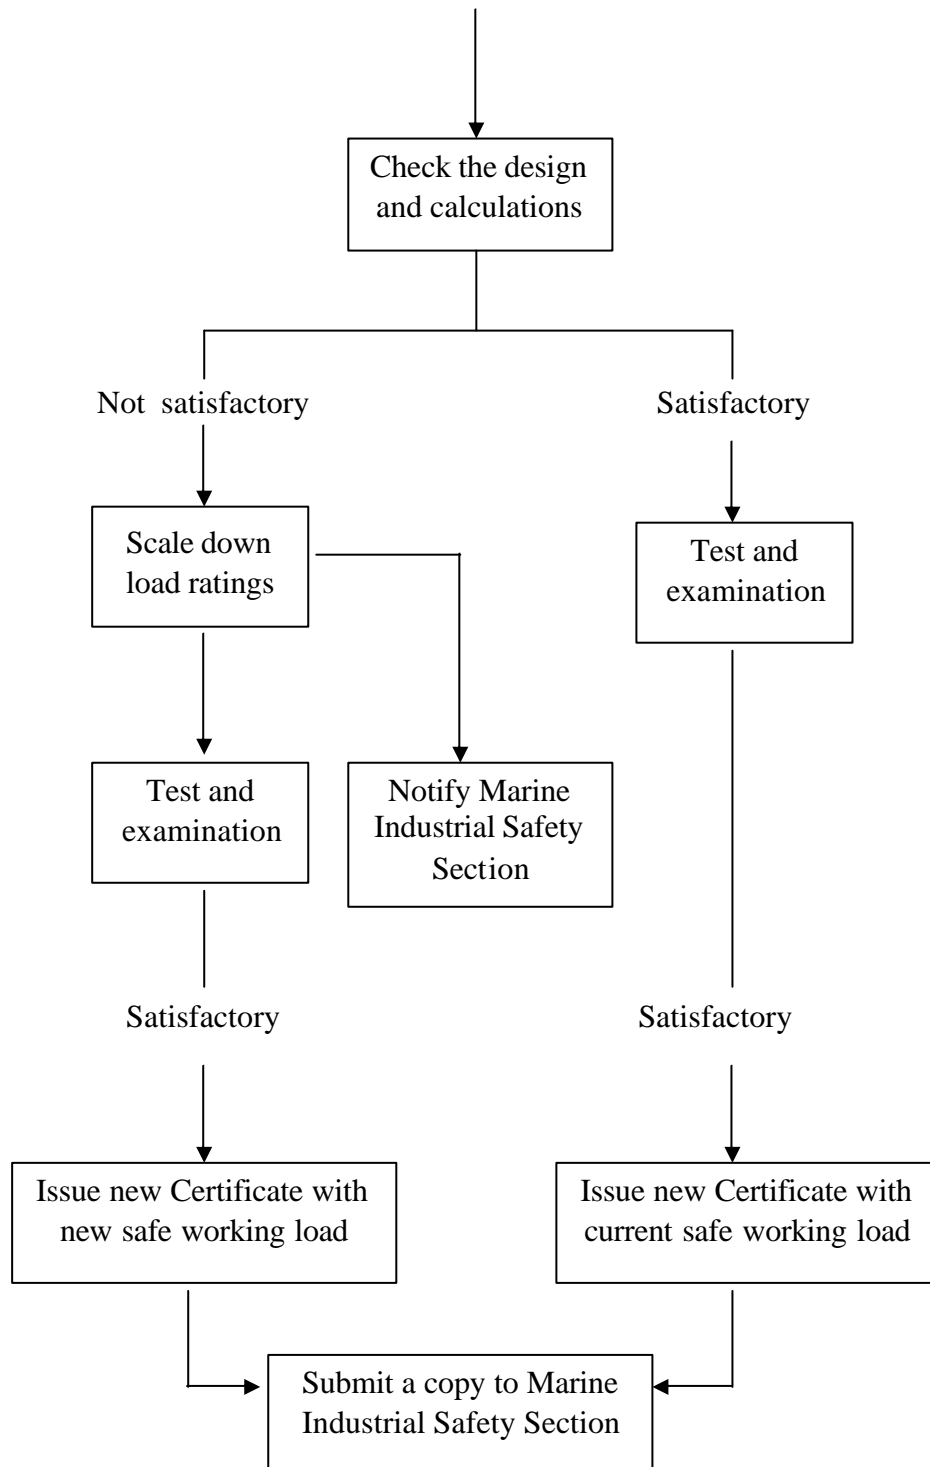 Check the design
and calculations
Not satisfactory
Satisfactory
Scale down
load ratings
Test and
examination
Test and
examination
Notify Marine
Industrial Safety
Section
Satisfactory
Satisfactory
Issue new Certificate with
new safe working load
Issue new Certificate with
current safe working load
Submit a copy to Marine
Industrial Safety Section